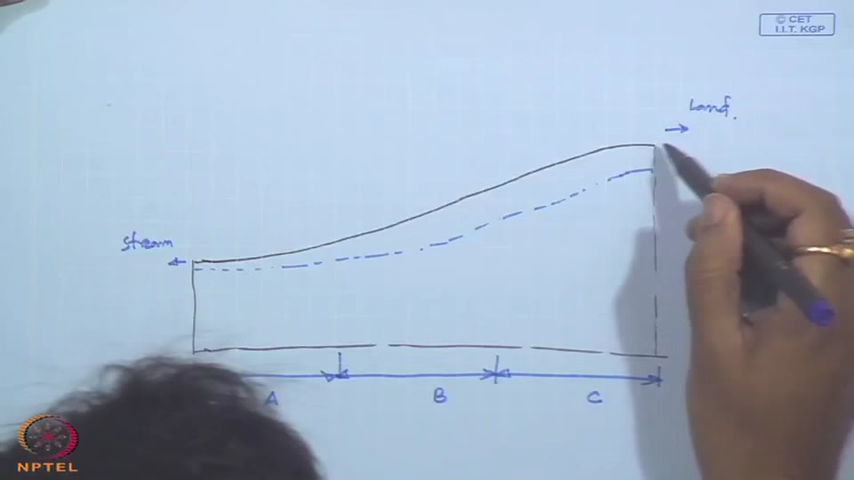 © CET
I.I.T. KGP
Land.
Stream
A B C
NPTEL